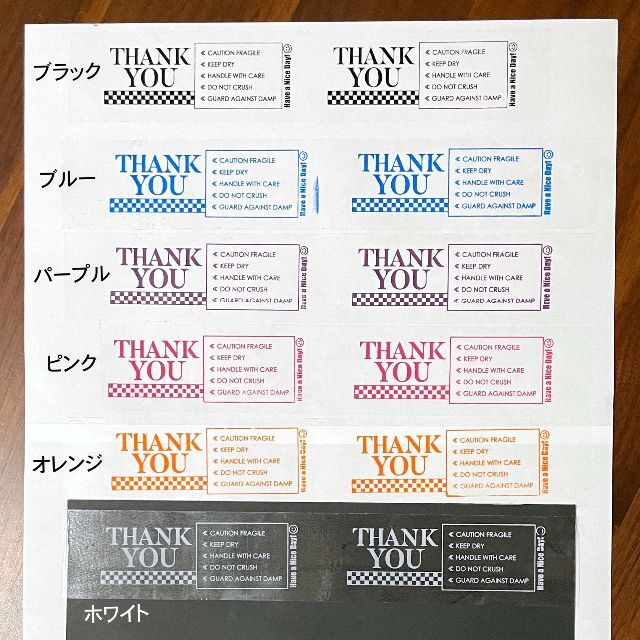 ブラック
THANK YOU
CAUTION FRAGILE
KEEP DRY
HANDLE WITH CARE
DO NOT CRUSH
GUARD AGAINST DAMP
Have a Nice Day!
THANK YOU
CAUTION FRAGILE
KEEP DRY
HANDLE WITH CARE
DO NOT CRUSH
GUARD AGAINST DAMP
Have a Nice Day!
ブルー
THANK YOU
CAUTION FRAGILE
KEEP DRY
HANDLE WITH CARE
DO NOT CRUSH
GUARD AGAINST DAMP
Have a Nice Day!
THANK YOU
CAUTION FRAGILE
KEEP DRY
HANDLE WITH CARE
DO NOT CRUSH
GUARD AGAINST DAMP
Have a Nice Day!
パープル
THANK YOU
CAUTION FRAGILE
KEEP DRY
HANDLE WITH CARE
DO NOT CRUSH
GUARD AGAINST DAMP
Have a Nice Day!
THANK YOU
CAUTION FRAGILE
KEEP DRY
HANDLE WITH CARE
DO NOT CRUSH
GUARD AGAINST DAMP
Have a Nice Day!
ピンク
THANK YOU
CAUTION FRAGILE
KEEP DRY
HANDLE WITH CARE
DO NOT CRUSH
GUARD AGAINST DAMP
Have a Nice Day!
THANK YOU
CAUTION FRAGILE
KEEP DRY
HANDLE WITH CARE
DO NOT CRUSH
GUARD AGAINST DAMP
Have a Nice Day!
オレンジ
THANK YOU
CAUTION FRAGILE
KEEP DRY
HANDLE WITH CARE
DO NOT CRUSH
GUARD AGAINST DAMP
Have a Nice Day!
THANK YOU
CAUTION FRAGILE
KEEP DRY
HANDLE WITH CARE
DO NOT CRUSH
GUARD AGAINST DAMP
Have a Nice Day!
THANK YOU
CAUTION FRAGILE
KEEP DRY
HANDLE WITH CARE
DO NOT CRUSH
GUARD AGAINST DAMP
Have a Nice Day!
THANK YOU
CAUTION FRAGILE
KEEP DRY
HANDLE WITH CARE
DO NOT CRUSH
GUARD AGAINST DAMP
Have a Nice Day!
ホワイト